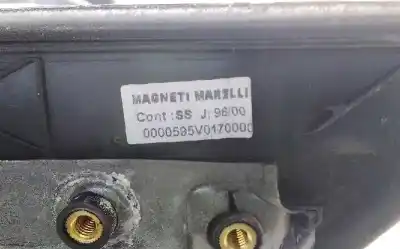 MAGNETI MARELLI
Cont :SS J: 96/00
0000595V0170000